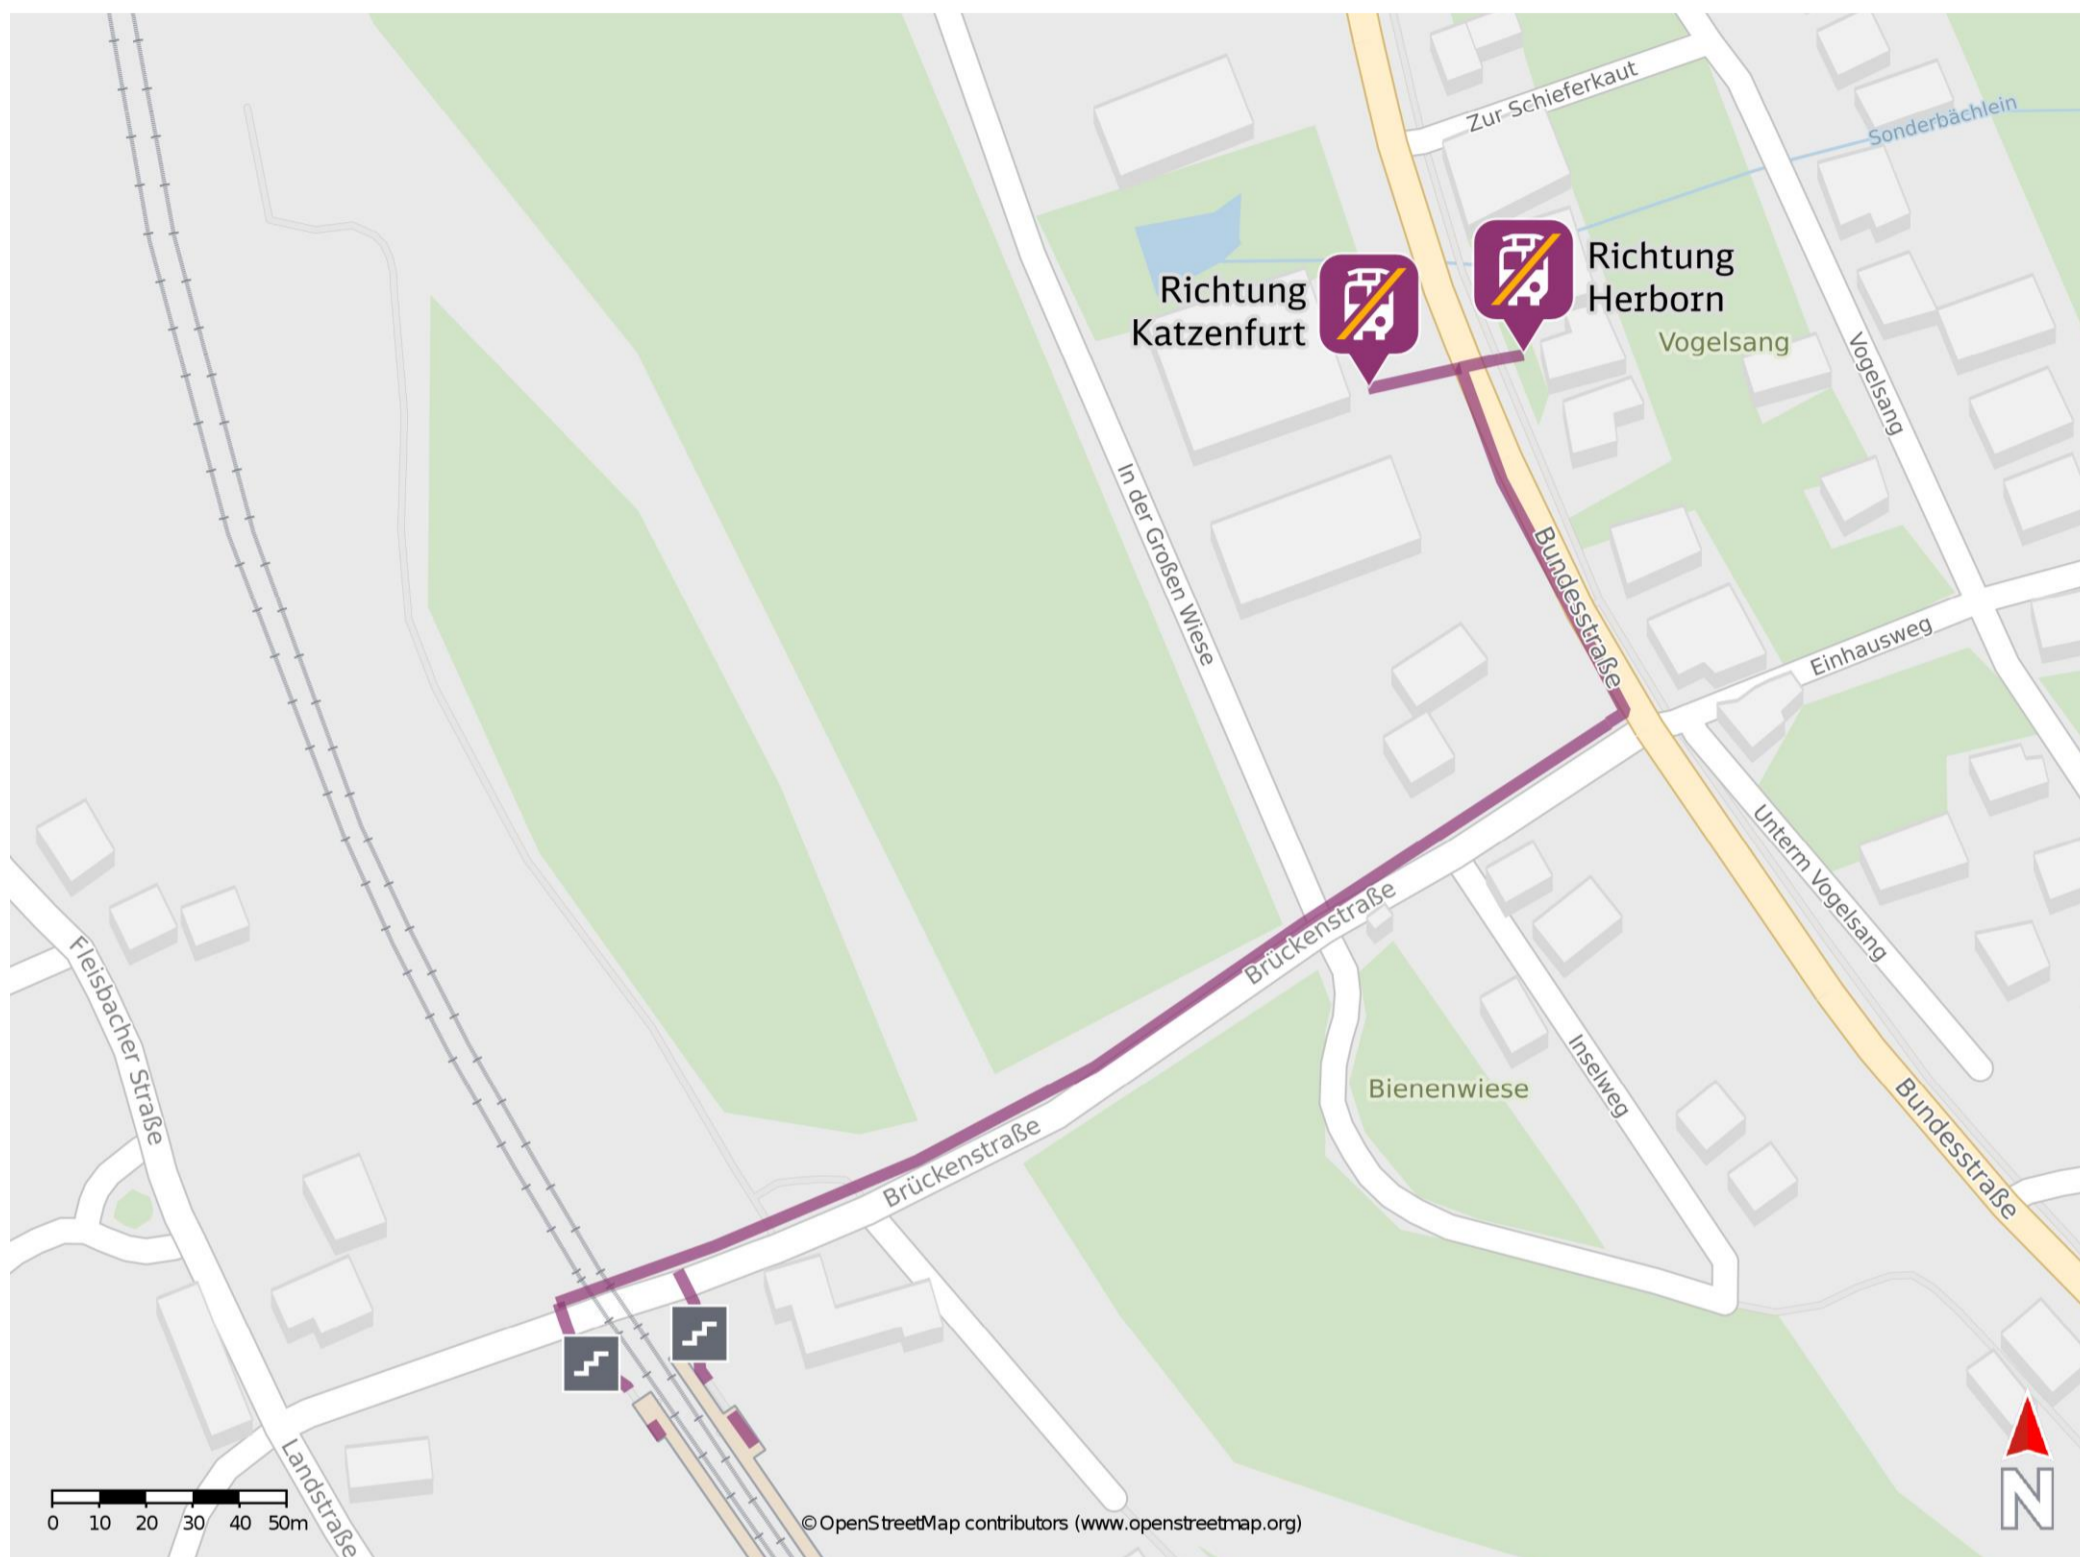 Zur Schieferkaut
Sonderbächlein
Richtung
Herborn
Richtung
Katzenfurt
Vogelsang
Vogelsang
In der Großen Wiese
Bundesstraße
Einhausweg
Unterm Vogelsang
Brückenstraße
Fleisbacher Straße
Inselweg
Bienenwiese
Brückenstraße
Bundesstraße
Landstraße
0 10 20 30 40 50m
© OpenStreetMap contributors (www.openstreetmap.org)
N